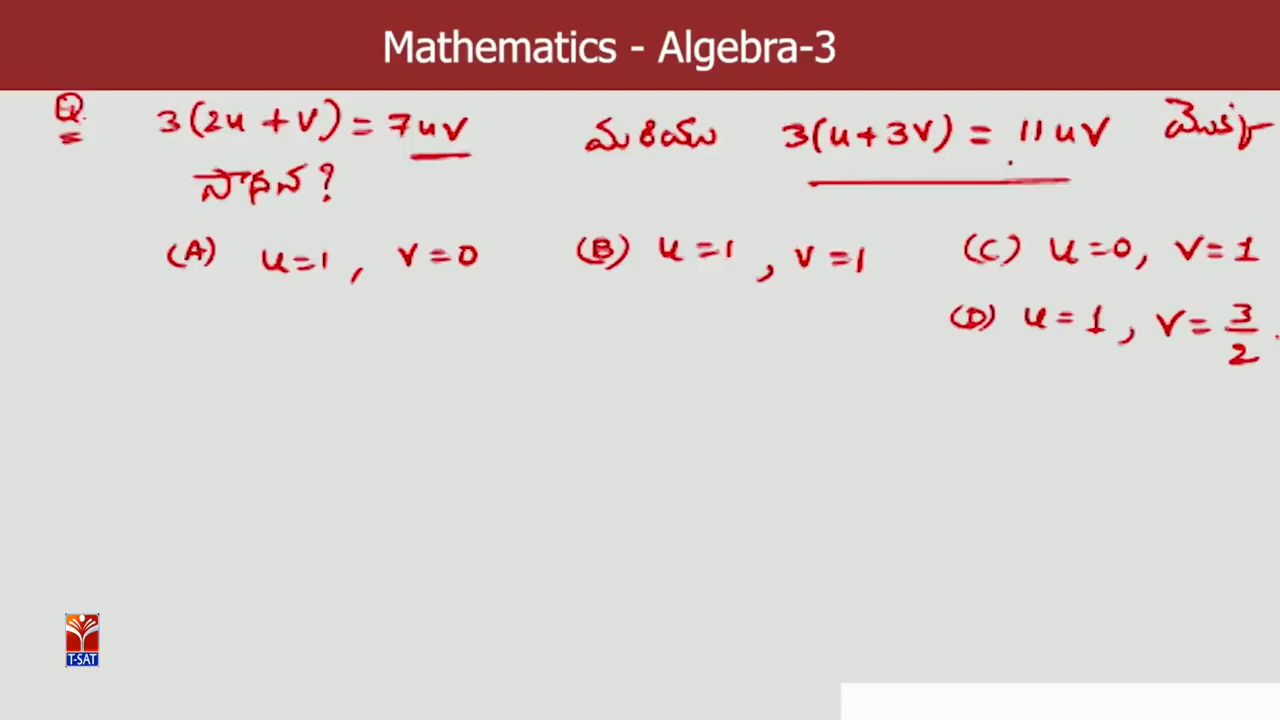 Mathematics - Algebra-3
Q. 3(2u + v) = 7uv మరియు 3(u + 3v) = 11uv యొక్క
సాధన?
(A) u = 1, v = 0 (B) u = 1, v = 1 (C) u = 0, v = 1
(D) u = 1, v = 3/2
T-SAT